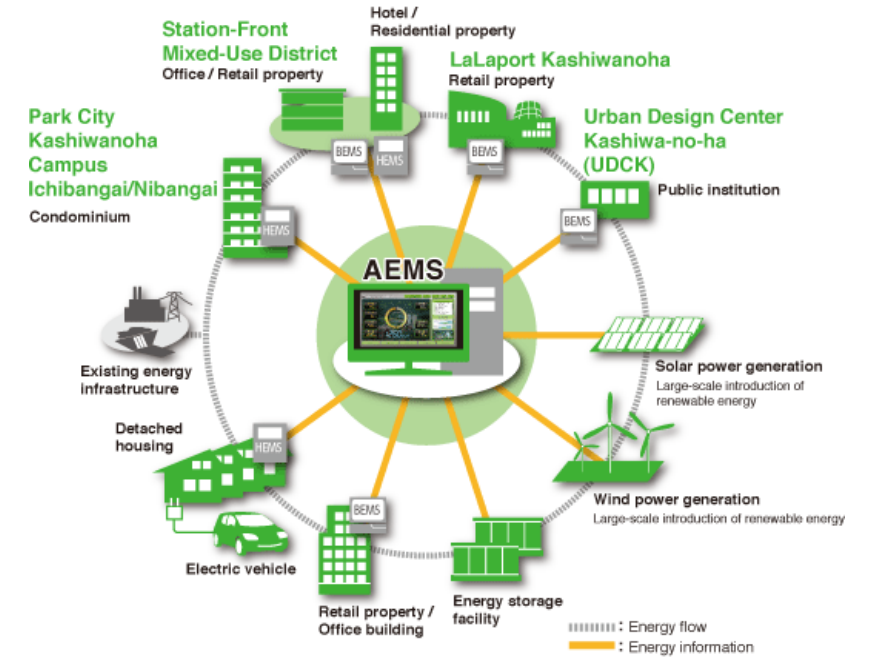 Hotel /
Residential property
Station-Front
Mixed-Use District
Office / Retail property
LaLaport Kashiwanoha
Retail property
Park City
Kashiwanoha
Campus
Ichibangai/Nibangai
Condominium
Urban Design Center
Kashiwa-no-ha
(UDCK)
Public institution
BEMS
HEMS
BEMS
BEMS
HEMS
AEMS
Existing energy
infrastructure
Solar power generation
Large-scale introduction of
renewable energy
Detached
housing
HEMS
Wind power generation
Large-scale introduction of renewable energy
BEMS
Electric vehicle
Retail property /
Office building
Energy storage
facility
: Energy flow
: Energy information